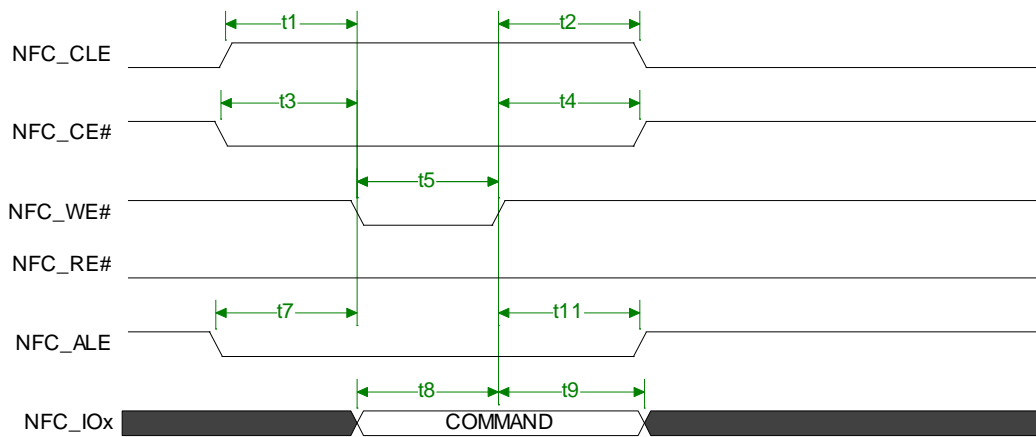 t1 t2
NFC_CLE
t3 t4
NFC_CE#
t5
NFC_WE#
NFC_RE#
t7 t11
NFC_ALE
t8 t9
NFC_IOx COMMAND